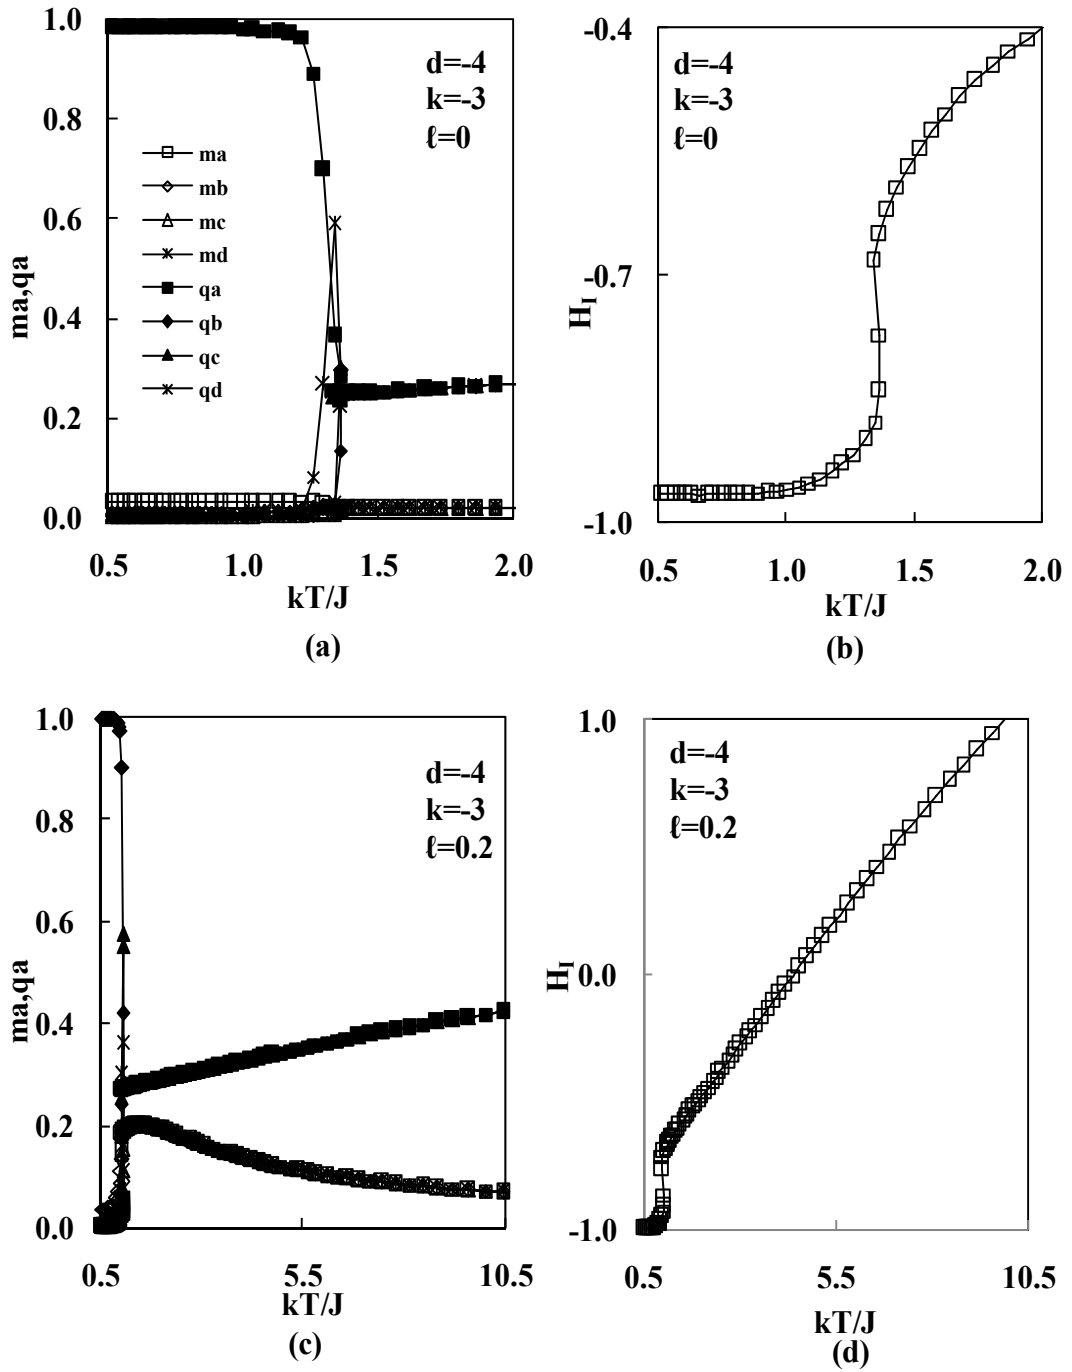 1.0
0.8
0.6
0.4
0.2
0.0
ma,qa
d=-4
k=-3
ℓ=0
ma
mb
mc
md
qa
qb
qc
qd
0.5 1.0 1.5 2.0
kT/J
(a)
-0.4
-0.7
-1.0
H_I
d=-4
k=-3
ℓ=0
0.5 1.0 1.5 2.0
kT/J
(b)
1.0
0.8
0.6
0.4
0.2
0.0
ma,qa
d=-4
k=-3
ℓ=0.2
0.5 5.5 10.5
kT/J
(c)
1.0
0.0
-1.0
H_I
d=-4
k=-3
ℓ=0.2
0.5 5.5 10.5
kT/J
(d)